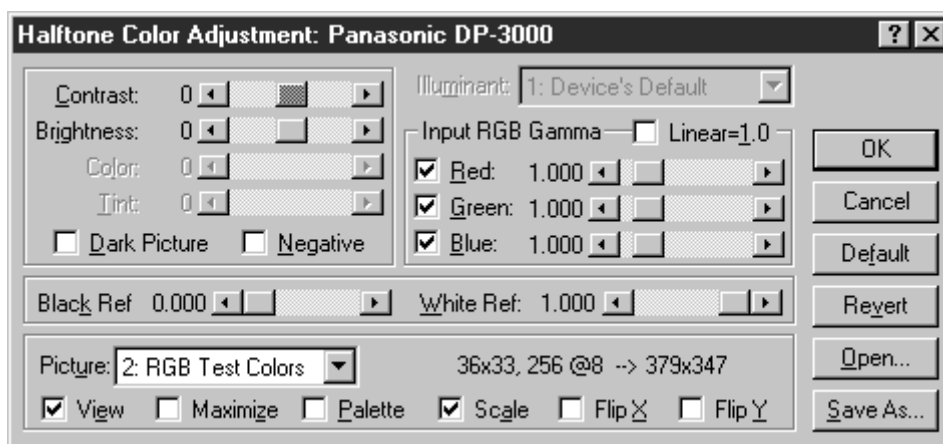 Halftone Color Adjustment: Panasonic DP-3000
Contrast: 0
Brightness: 0
Color: 0
Tint: 0
Dark Picture Negative
Illuminant: 1: Device's Default
Input RGB Gamma Linear=1.0
Red: 1.000
Green: 1.000
Blue: 1.000
Black Ref 0.000 White Ref: 1.000
Picture: 2: RGB Test Colors 36x33, 256 @8 --> 379x347
View Maximize Palette Scale Flip X Flip Y
OK
Cancel
Default
Revert
Open...
Save As...